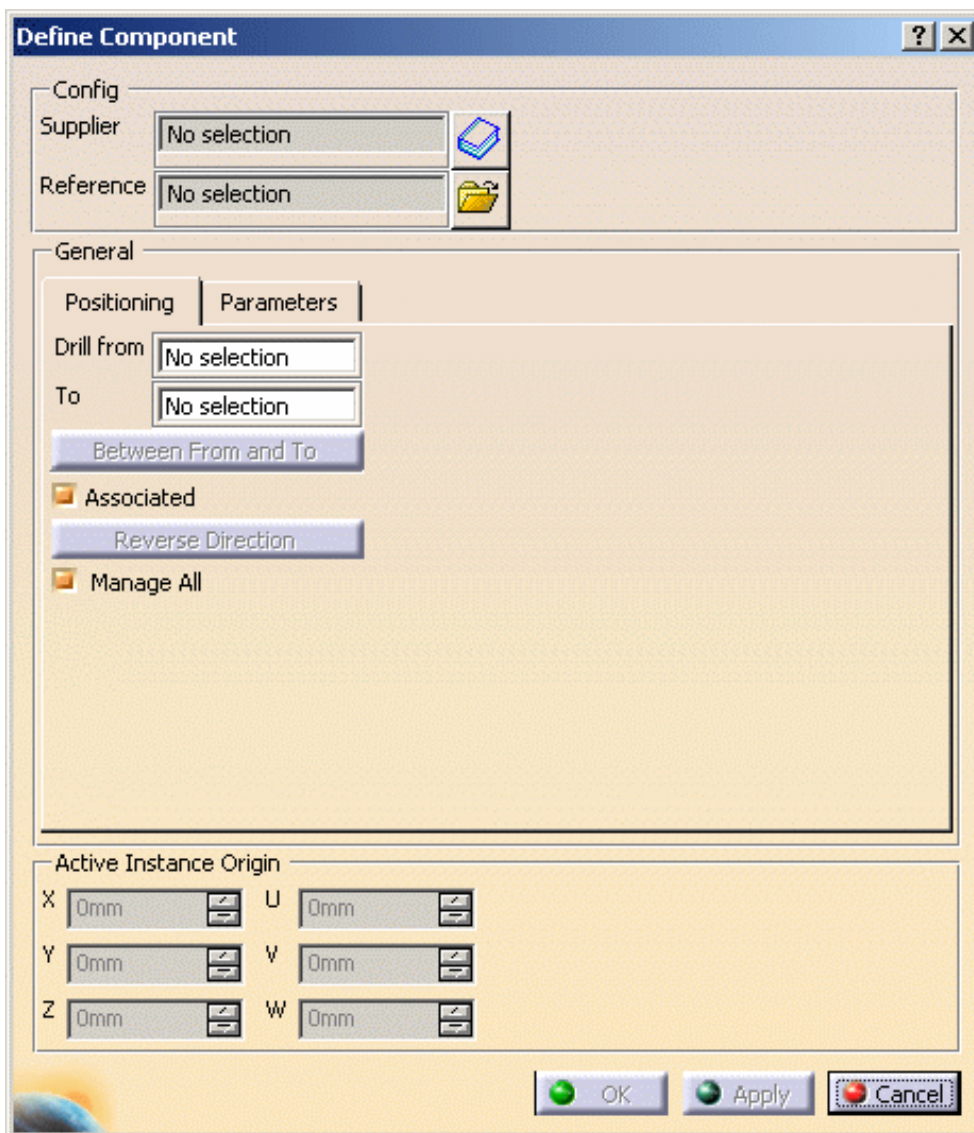 Define Component
Config
Supplier No selection
Reference No selection
General
Positioning Parameters
Drill from No selection
To No selection
Between From and To
Associated
Reverse Direction
Manage All
Active Instance Origin
X 0mm U 0mm
Y 0mm V 0mm
Z 0mm W 0mm
OK Apply Cancel